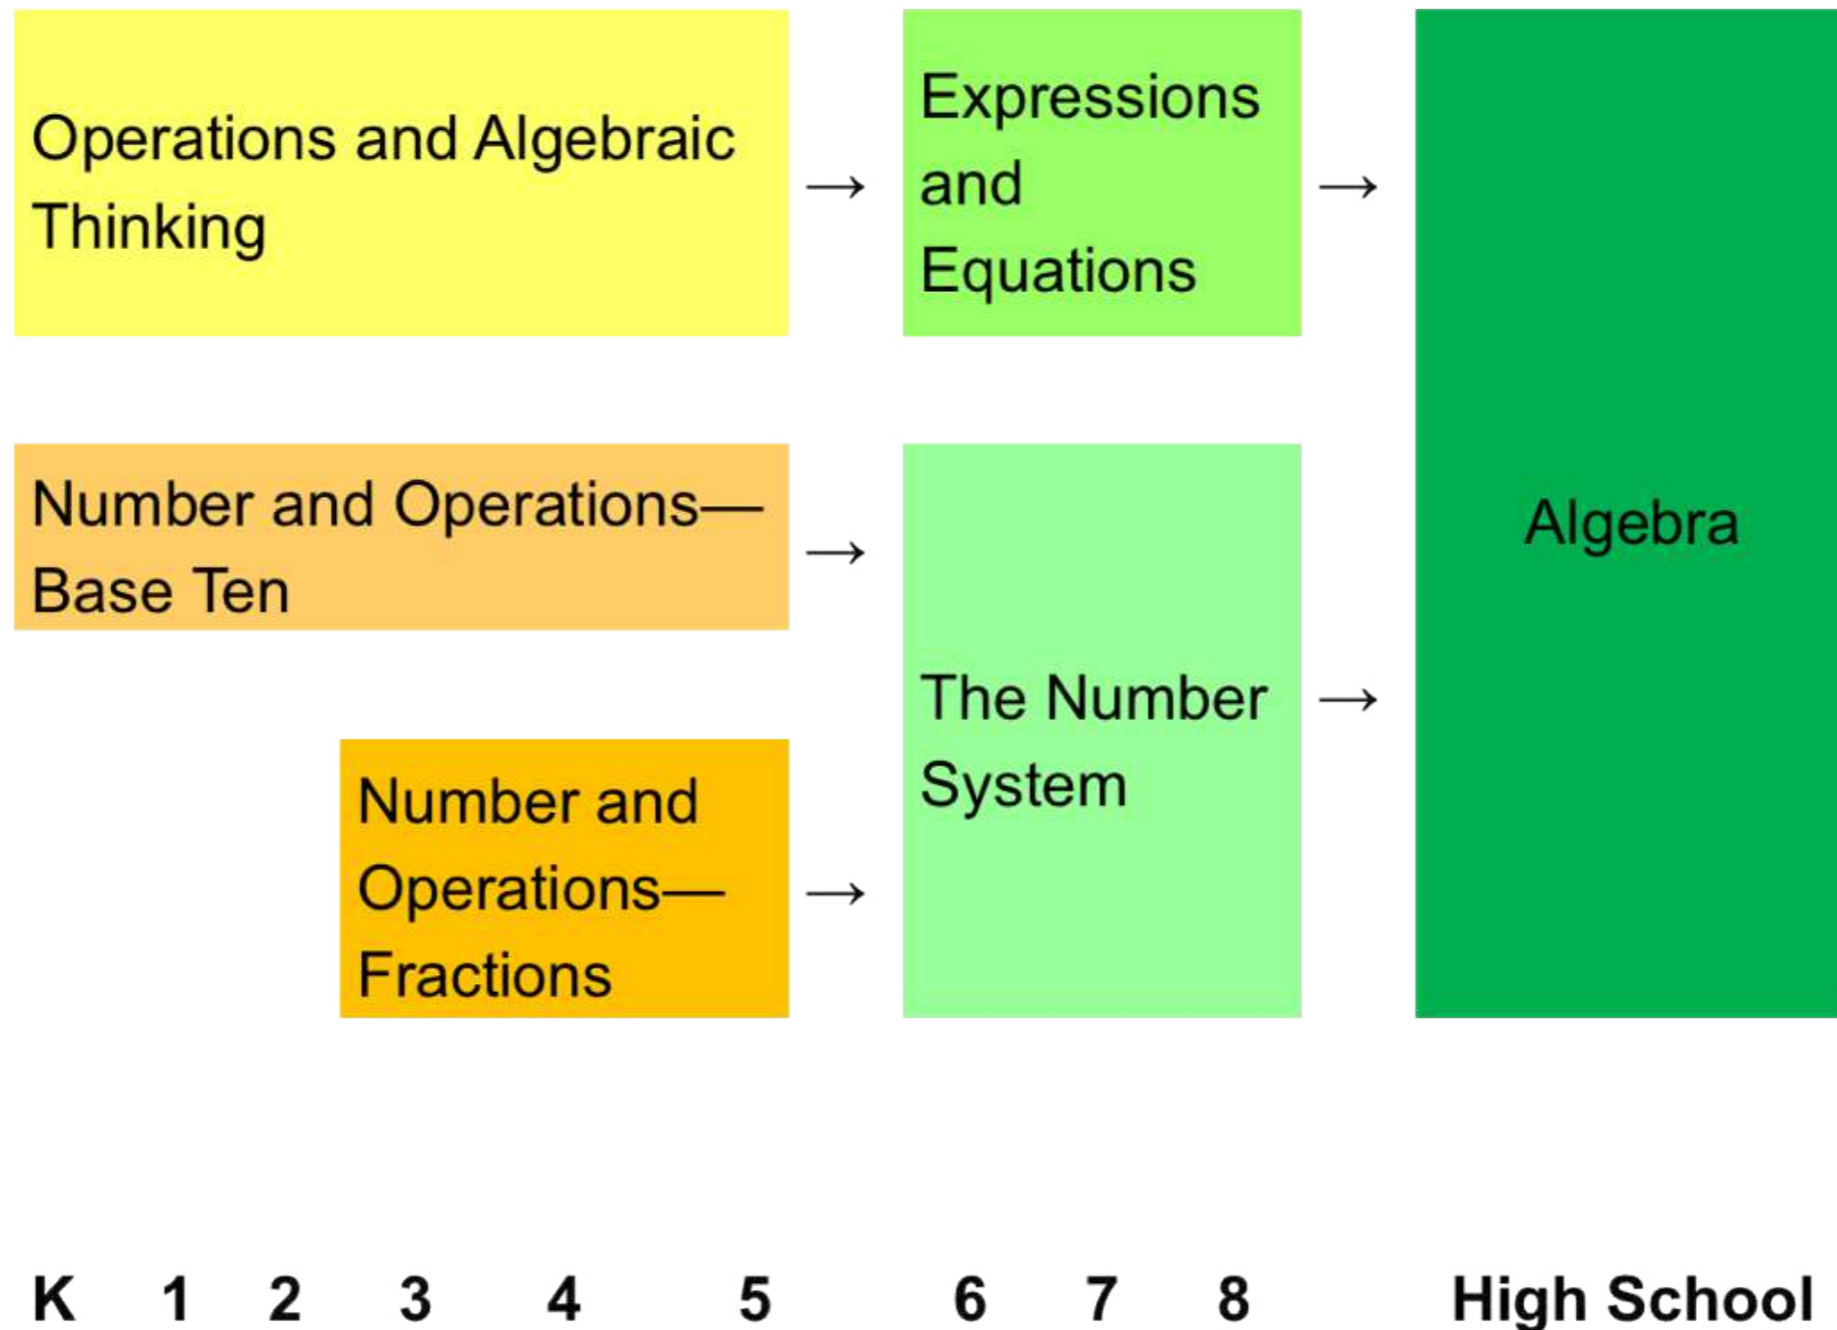 Operations and Algebraic
Thinking
→
Expressions
and
Equations
→
Number and Operations—
Base Ten
→
Number and
Operations—
Fractions
→
The Number
System
→
Algebra
K 1 2 3 4 5 6 7 8 High School